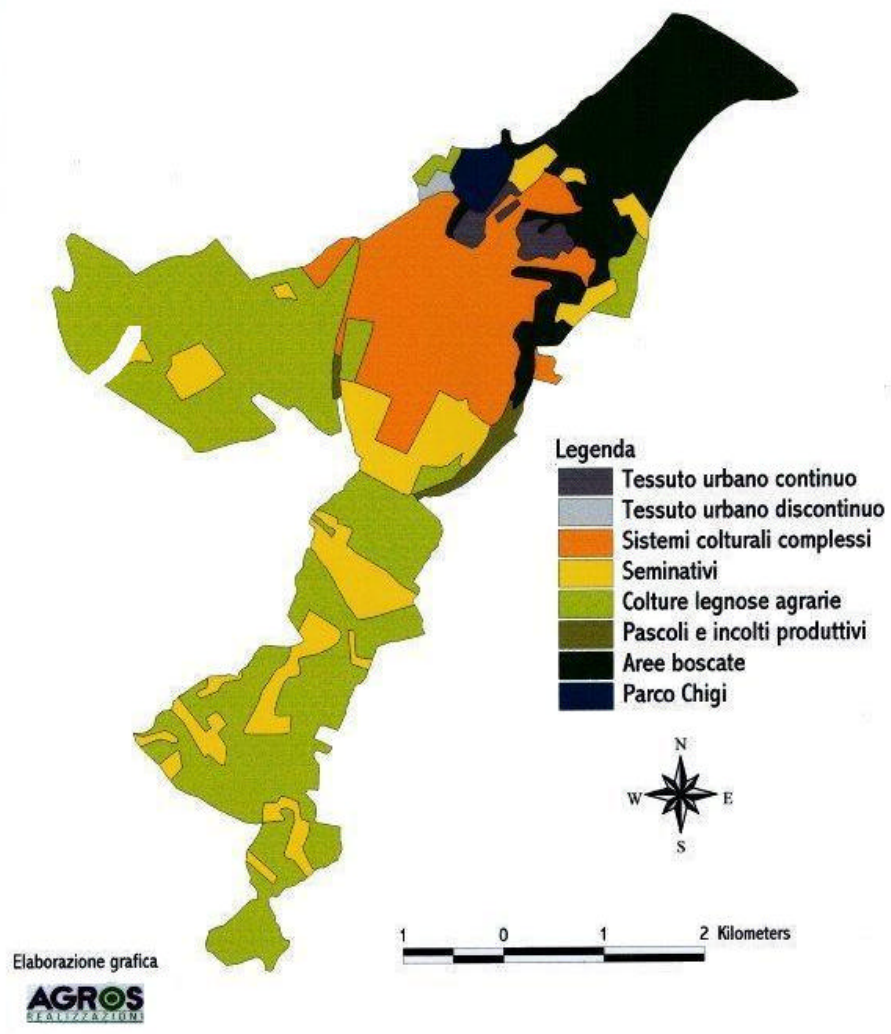 Legenda
Tessuto urbano continuo
Tessuto urbano discontinuo
Sistemi colturali complessi
Seminativi
Colture legnose agrarie
Pascoli e incolti produttivi
Aree boscate
Parco Chigi
N
W E
S
1 0 1 2 Kilometers
Elaborazione grafica
AGROS
REALIZZAZIONI